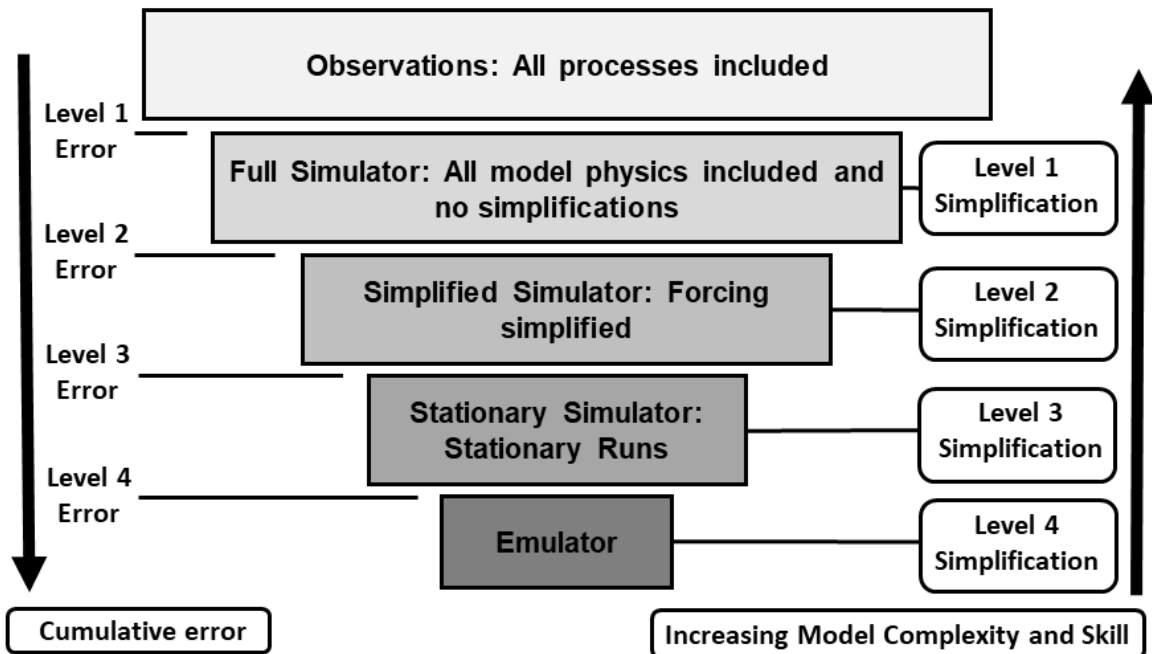 Observations: All processes included
Level 1
Error
Full Simulator: All model physics included and
no simplifications
Level 1
Simplification
Level 2
Error
Simplified Simulator: Forcing
simplified
Level 2
Simplification
Level 3
Error
Stationary Simulator:
Stationary Runs
Level 3
Simplification
Level 4
Error
Emulator
Level 4
Simplification
Cumulative error
Increasing Model Complexity and Skill